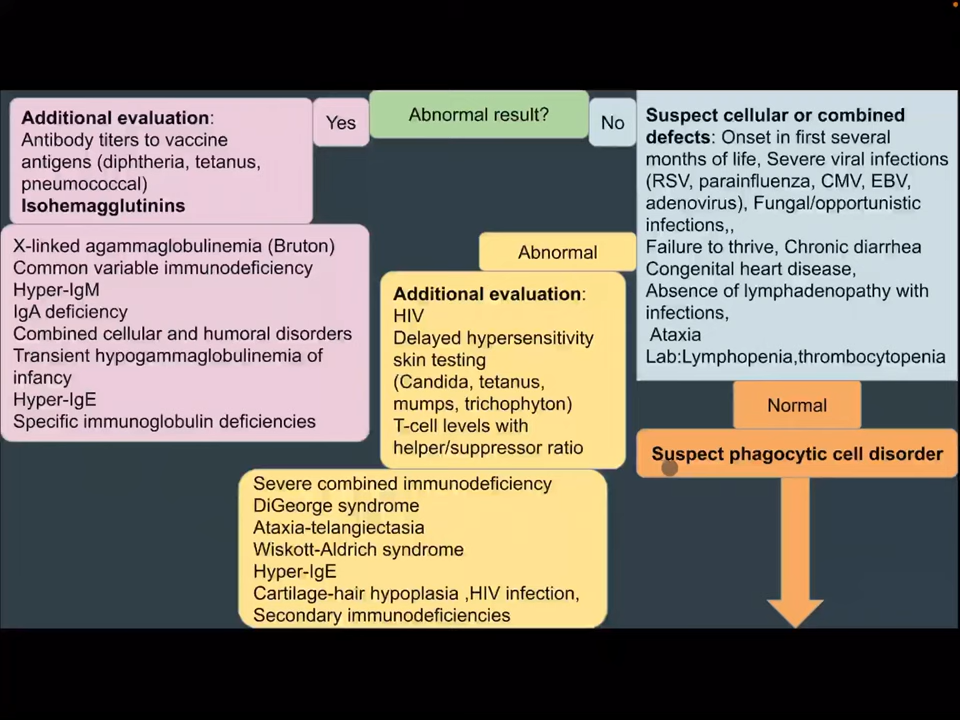 Abnormal result?
Yes
No
Additional evaluation:
Antibody titers to vaccine
antigens (diphtheria, tetanus,
pneumococcal)
Isohemagglutinins
X-linked agammaglobulinemia (Bruton)
Common variable immunodeficiency
Hyper-IgM
IgA deficiency
Combined cellular and humoral disorders
Transient hypogammaglobulinemia of
infancy
Hyper-IgE
Specific immunoglobulin deficiencies
Suspect cellular or combined
defects: Onset in first several
months of life, Severe viral infections
(RSV, parainfluenza, CMV, EBV,
adenovirus), Fungal/opportunistic
infections,,
Failure to thrive, Chronic diarrhea
Congenital heart disease,
Absence of lymphadenopathy with
infections,
Ataxia
Lab:Lymphopenia,thrombocytopenia
Abnormal
Additional evaluation:
HIV
Delayed hypersensitivity
skin testing
(Candida, tetanus,
mumps, trichophyton)
T-cell levels with
helper/suppressor ratio
Severe combined immunodeficiency
DiGeorge syndrome
Ataxia-telangiectasia
Wiskott-Aldrich syndrome
Hyper-IgE
Cartilage-hair hypoplasia ,HIV infection,
Secondary immunodeficiencies
Normal
Suspect phagocytic cell disorder